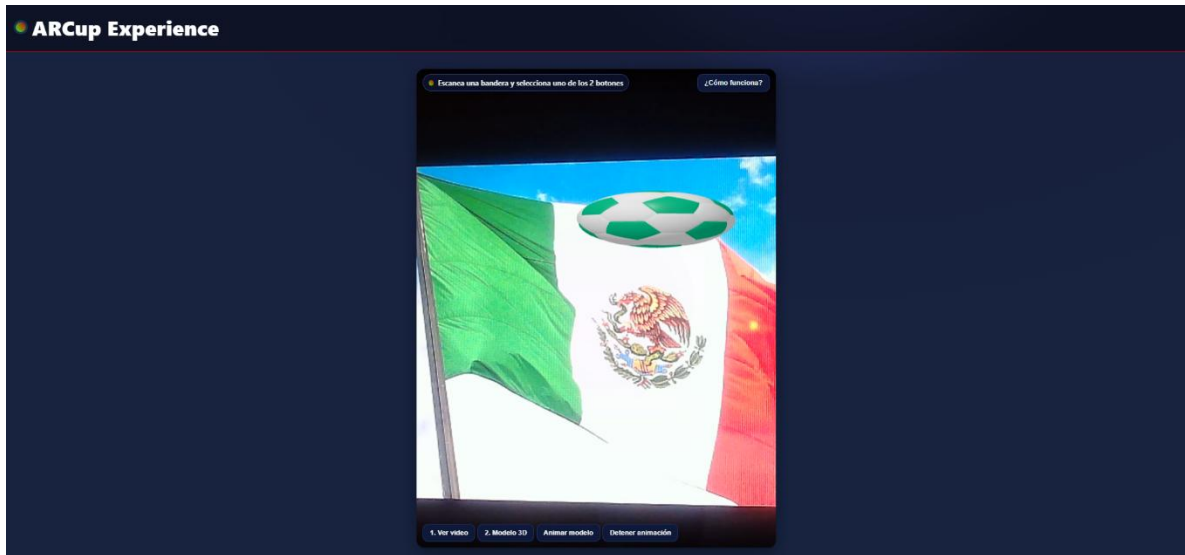 ARCup Experience
Escanea una bandera y selecciona uno de los 2 botones
¿Cómo funciona?
1. Ver video
2. Modelo 3D
Animar modelo
Detener animación